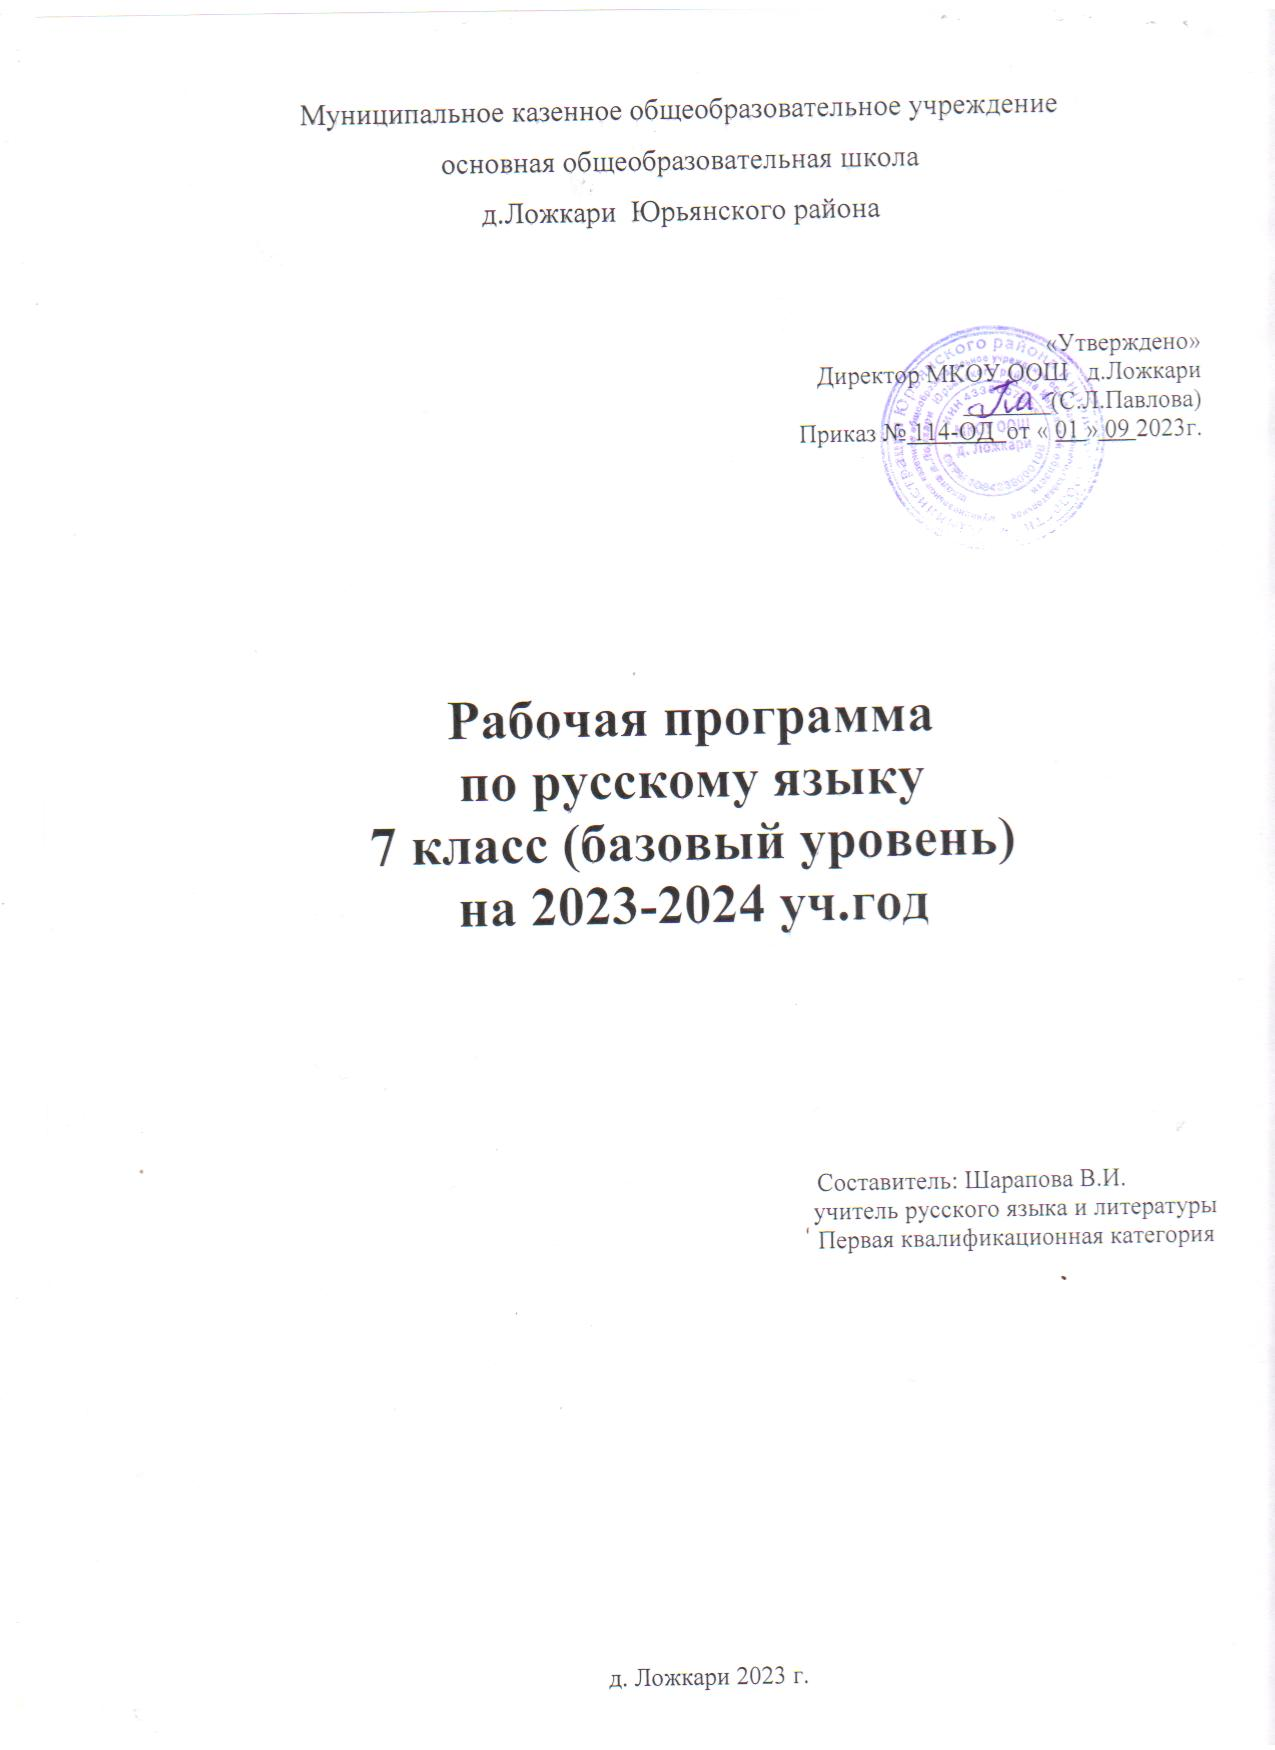 Муниципальное казенное общеобразовательное учреждение
основная общеобразовательная школа
д.Ложкари Юрьянского района
«Утверждено»
Директор МКОУ ООШ д.Ложкари
(С.Л.Павлова)
Приказ № 114-ОД от « 01 » 09 2023г.
ООШ
д. Ложкари
Рабочая программа
по русскому языку
7 класс (базовый уровень)
на 2023-2024 уч.год
Составитель: Шарапова В.И.
учитель русского языка и литературы
Первая квалификационная категория
д. Ложкари 2023 г.